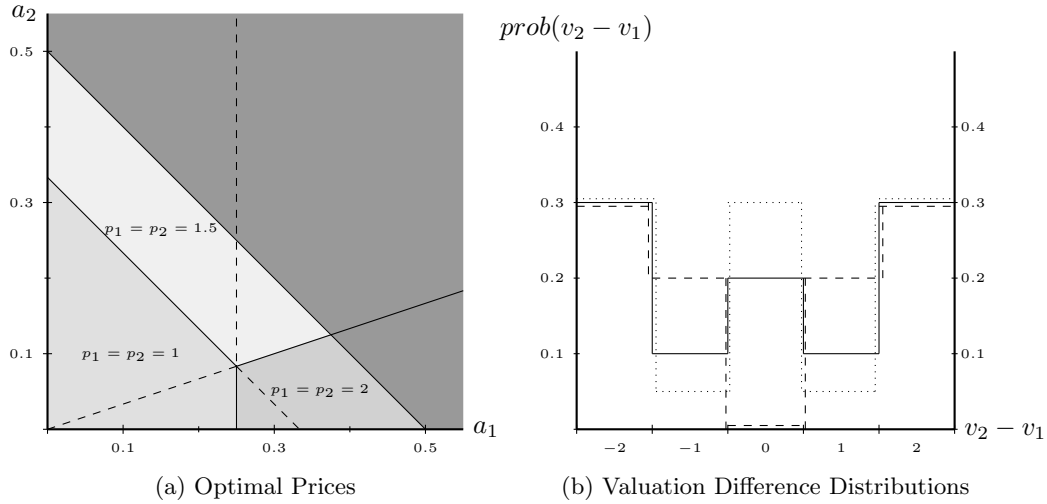 a₂
0.5
0.3
0.1
p₁ = p₂ = 1.5
p₁ = p₂ = 1
p₁ = p₂ = 2
0.1
0.3
0.5
a₁
(a) Optimal Prices
prob(v₂ − v₁)
0.4
0.3
0.2
0.1
0.4
0.3
0.2
0.1
-2
-1
0
1
2
v₂ − v₁
(b) Valuation Difference Distributions